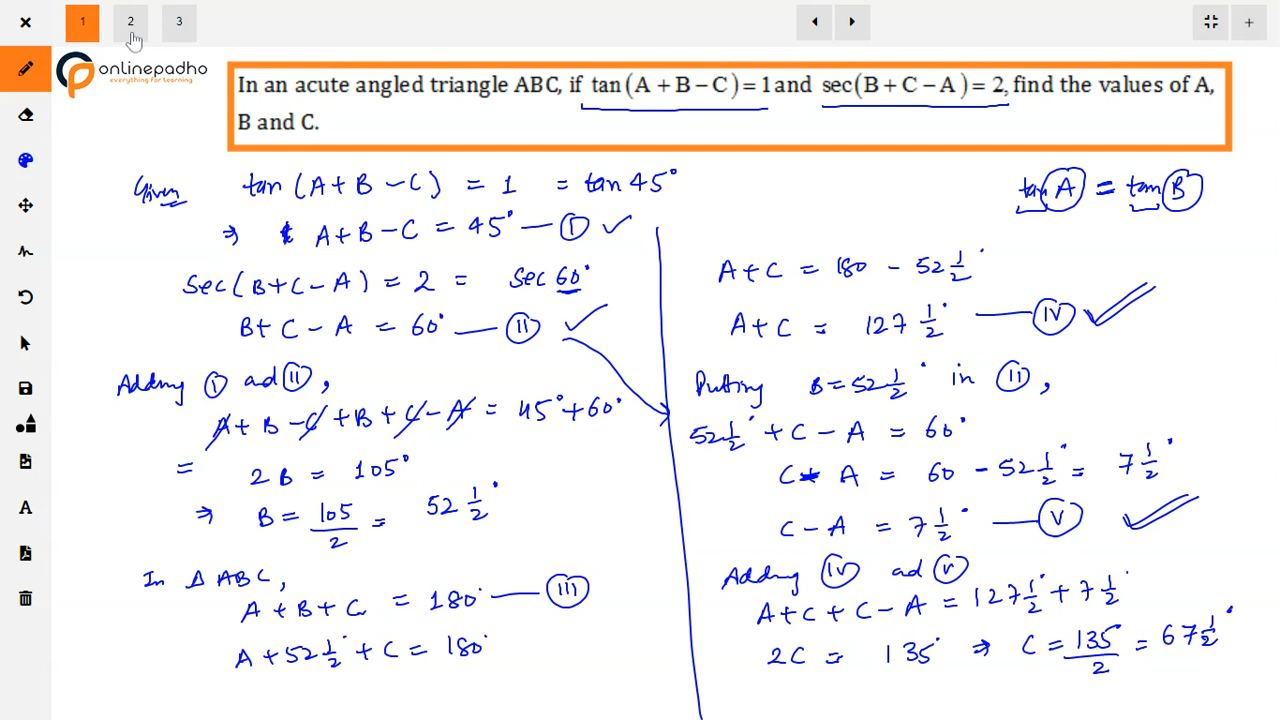 1 2 3
onlinepadho
everything for learning
In an acute angled triangle ABC, if tan(A+B−C)=1 and sec(B+C−A)=2, find the values of A,
B and C.
Given tan(A+B−C) = 1 = tan 45°
⇒ A+B−C = 45° — (I) ✓
sec(B+C−A) = 2 = sec 60°
B+C−A = 60° — (II) ✓
Adding (I) ad (II),
A+B−C+B+C−A = 45°+60°
= 2B = 105°
⇒ B = 105/2 = 52 1/2°
In Δ ABC,
A+B+C = 180° — (III)
A+52 1/2°+C = 180°
tan A = tan B
A+C = 180 − 52 1/2°
A+C = 127 1/2° — (IV) ✓
Putting B=52 1/2° in (II),
52 1/2° + C − A = 60°
C − A = 60 − 52 1/2° = 7 1/2°
C − A = 7 1/2° — (V) ✓
Adding (IV) ad (V)
A+C+C−A = 127 1/2° + 7 1/2°
2C = 135° ⇒ C = 135°/2 = 67 1/2°